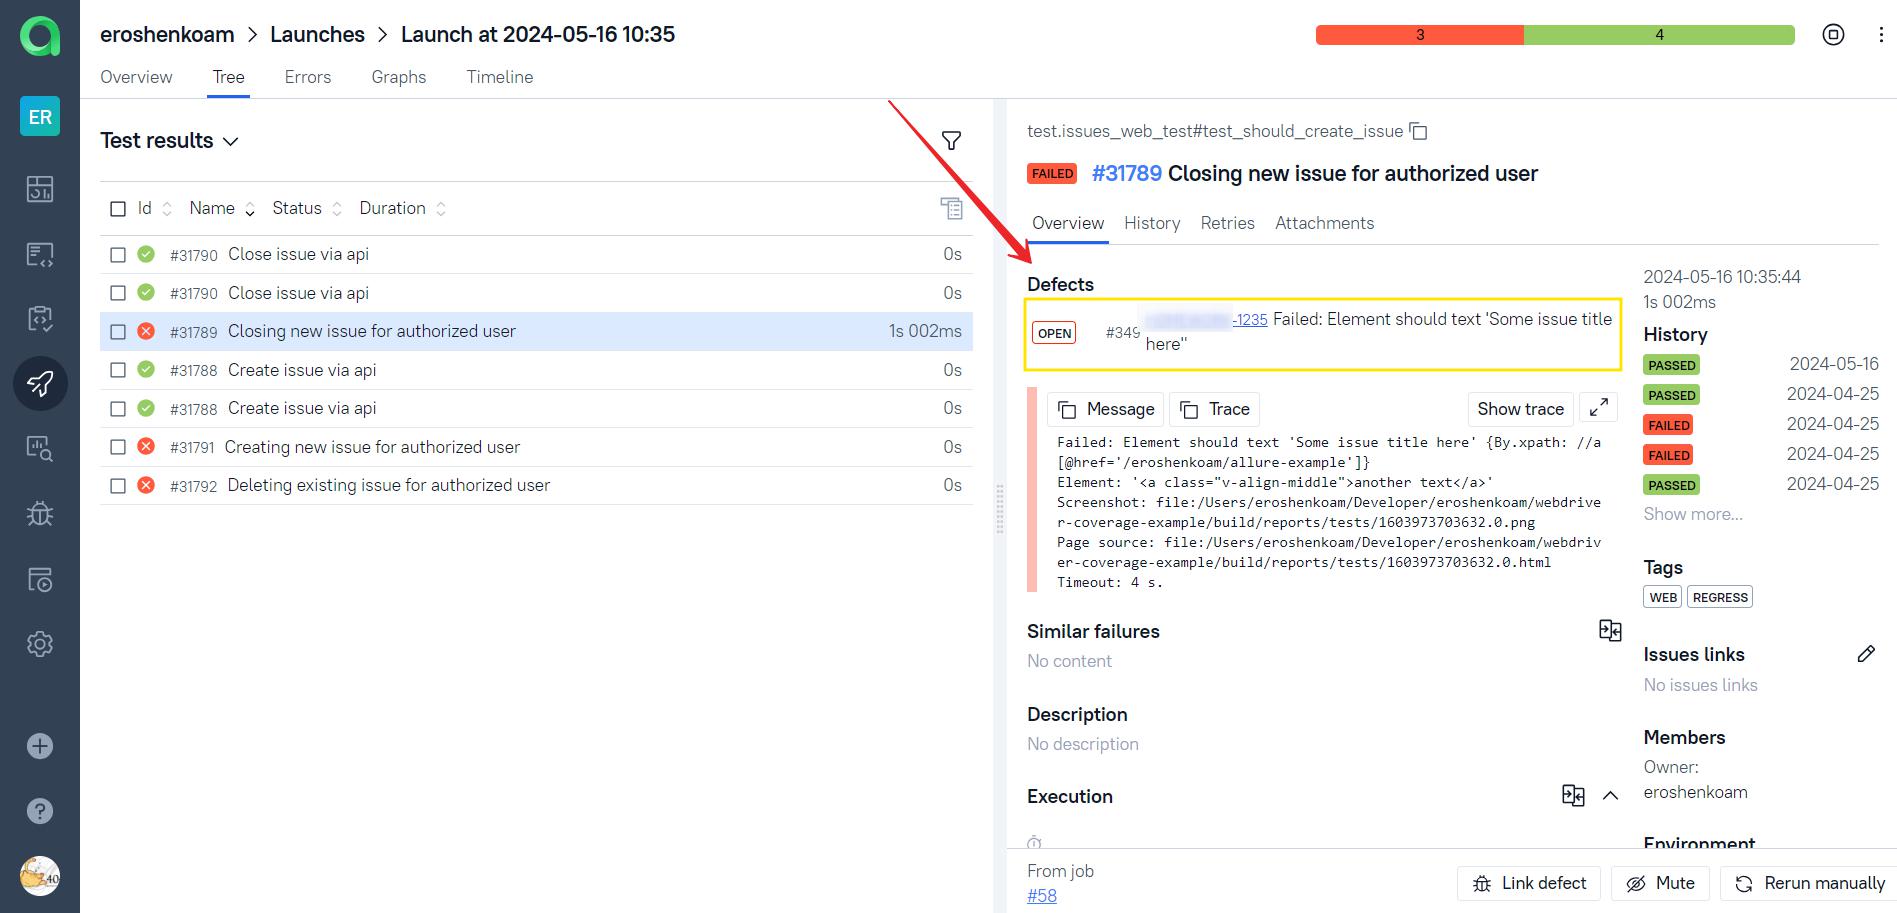 eroshenkoam > Launches > Launch at 2024-05-16 10:35
3
4
Overview Tree Errors Graphs Timeline
ER
Test results
Id Name Status Duration
#31790 Close issue via api 0s
#31790 Close issue via api 0s
#31789 Closing new issue for authorized user 1s 002ms
#31788 Create issue via api 0s
#31788 Create issue via api 0s
#31791 Creating new issue for authorized user 0s
#31792 Deleting existing issue for authorized user 0s
test.issues_web_test#test_should_create_issue
FAILED #31789 Closing new issue for authorized user
Overview History Retries Attachments
Defects
OPEN #349 -1235 Failed: Element should text 'Some issue title
here''
Message Trace Show trace
Failed: Element should text 'Some issue title here' {By.xpath: //a
[@href='/eroshenkoam/allure-example']}
Element: '<a class="v-align-middle">another text</a>'
Screenshot: file:/Users/eroshenkoam/Developer/eroshenkoam/webdrive
r-coverage-example/build/reports/tests/1603973703632.0.png
Page source: file:/Users/eroshenkoam/Developer/eroshenkoam/webdriv
er-coverage-example/build/reports/tests/1603973703632.0.html
Timeout: 4 s.
Similar failures
No content
Description
No description
Execution
2024-05-16 10:35:44
1s 002ms
History
PASSED 2024-05-16
PASSED 2024-04-25
FAILED 2024-04-25
FAILED 2024-04-25
PASSED 2024-04-25
Show more...
Tags
WEB REGRESS
Issues links
No issues links
Members
Owner:
eroshenkoam
Environment
From job
#58
Link defect Mute Rerun manually
40